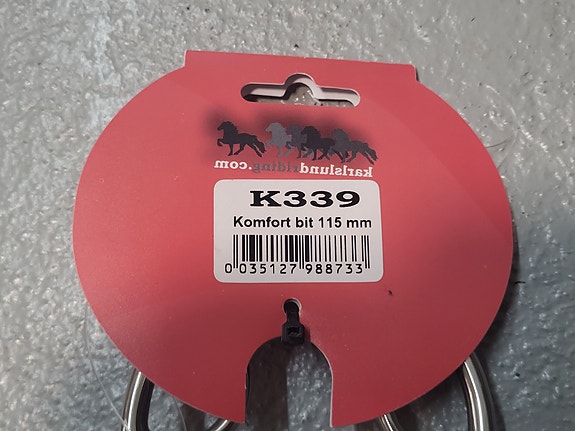 karlslundriding.com
K339
Komfort bit 115 mm
0 035127 988733